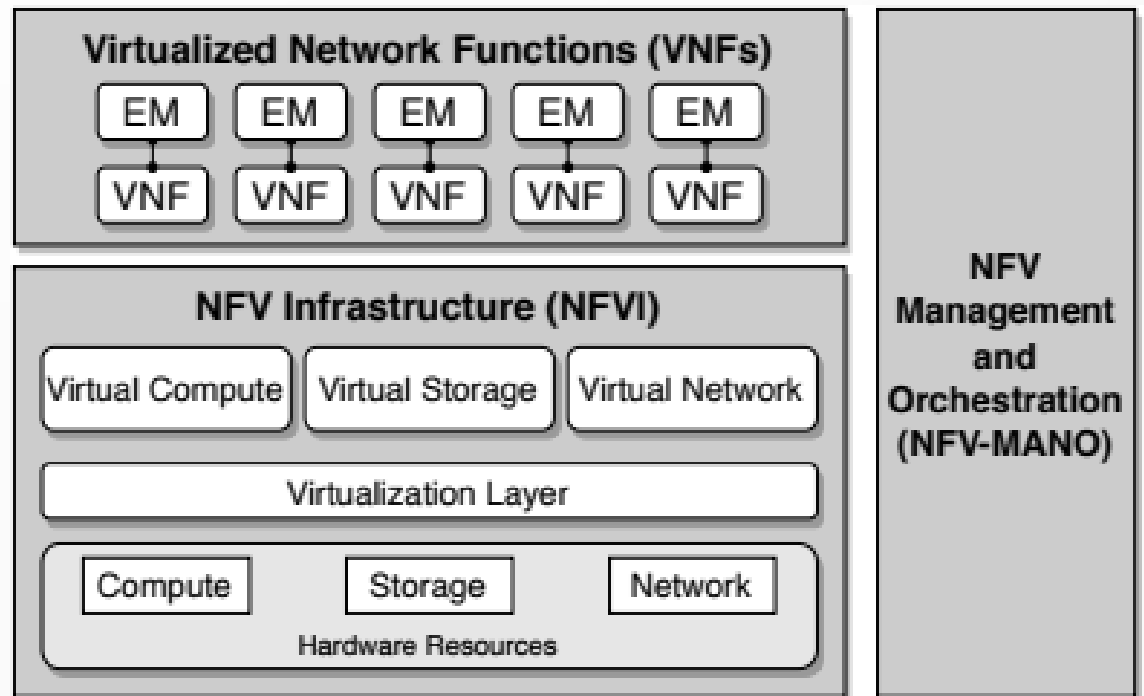 Virtualized Network Functions (VNFs)
EM EM EM EM EM
VNF VNF VNF VNF VNF
NFV Infrastructure (NFVI)
Virtual Compute Virtual Storage Virtual Network
Virtualization Layer
Compute Storage Network
Hardware Resources
NFV
Management
and
Orchestration
(NFV-MANO)